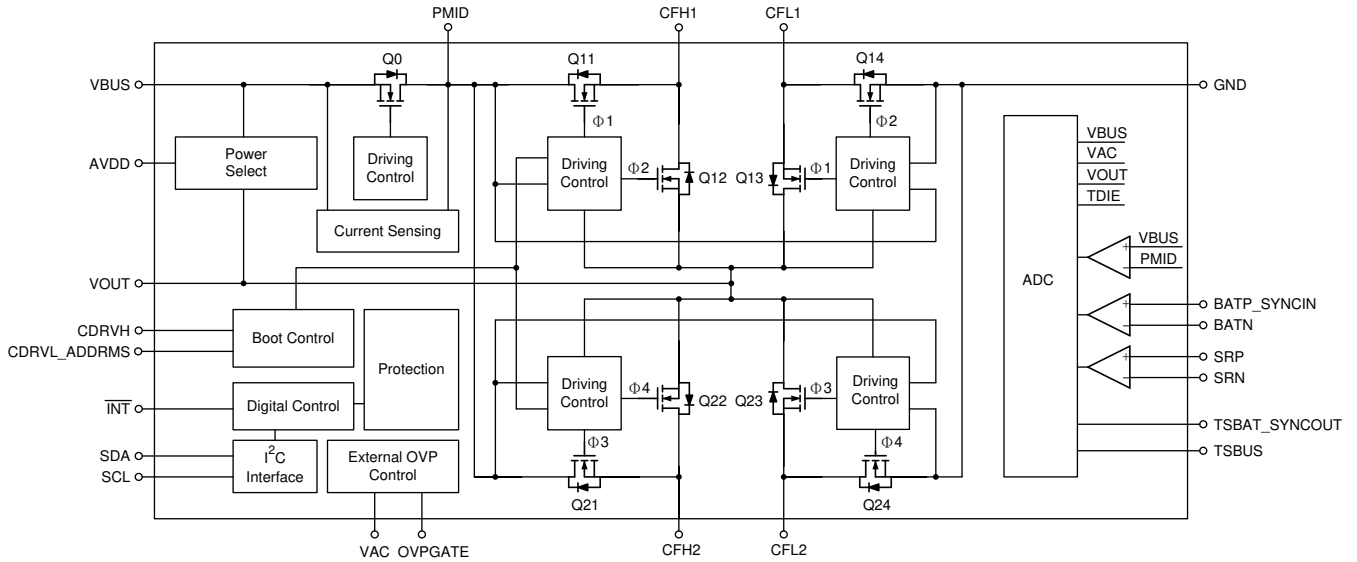 PMID
CFH1
CFL1
Q0
Q11
Q14
VBUS
GND
Φ1
Φ2
Power
Select
AVDD
Driving
Control
Driving
Control
Φ2
Q12
Q13
Φ1
Driving
Control
VBUS
VAC
VOUT
TDIE
Current Sensing
VBUS
PMID
ADC
VOUT
CDRVH
CDRVL_ADDRMS
Boot Control
Protection
BATP_SYNCIN
BATN
SRP
SRN
Driving
Control
Φ4
Q22
Q23
Φ3
Driving
Control
INT
Digital Control
Φ3
Φ4
TSBAT_SYNCOUT
TSBUS
SDA
SCL
I2C
Interface
External OVP
Control
Q21
Q24
VAC
OVPGATE
CFH2
CFL2
+
−
+
−
+
−